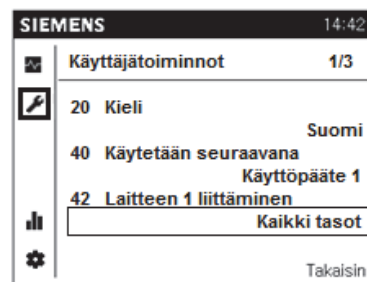 SIEMENS 14:42
Käyttäjätoiminnot 1/3
20 Kieli
Suomi
40 Käytetään seuraavana
Käyttöpääte 1
42 Laitteen 1 liittäminen
Kaikki tasot
Takaisin